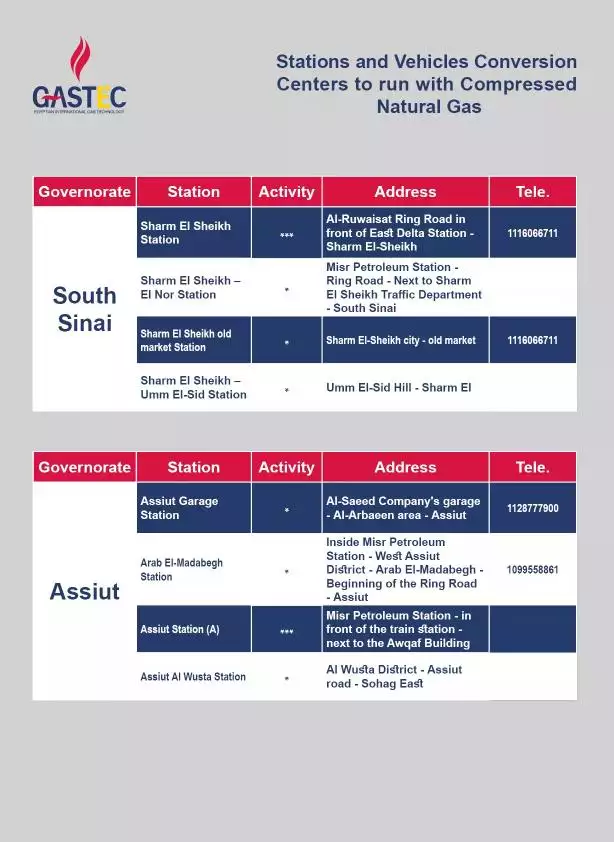 GASTEC
EGYPTIAN INTERNATIONAL GAS TECHNOLOGY
Stations and Vehicles Conversion
Centers to run with Compressed
Natural Gas
Governorate Station Activity Address Tele.
South
Sinai
Sharm El Sheikh
Station
***
Al-Ruwaisat Ring Road in
front of East Delta Station -
Sharm El-Sheikh
1116066711
Sharm El Sheikh –
El Nor Station
*
Misr Petroleum Station -
Ring Road - Next to Sharm
El Sheikh Traffic Department
- South Sinai
Sharm El Sheikh old
market Station
*
Sharm El-Sheikh city - old market
1116066711
Sharm El Sheikh –
Umm El-Sid Station
*
Umm El-Sid Hill - Sharm El
Governorate Station Activity Address Tele.
Assiut
Assiut Garage
Station
*
Al-Saeed Company's garage
- Al-Arbaeen area - Assiut
1128777900
Arab El-Madabegh
Station
*
Inside Misr Petroleum
Station - West Assiut
District - Arab El-Madabegh -
Beginning of the Ring Road
- Assiut
1099558861
Assiut Station (A)
***
Misr Petroleum Station - in
front of the train station -
next to the Awqaf Building
Assiut Al Wusta Station
*
Al Wusta District - Assiut
road - Sohag East